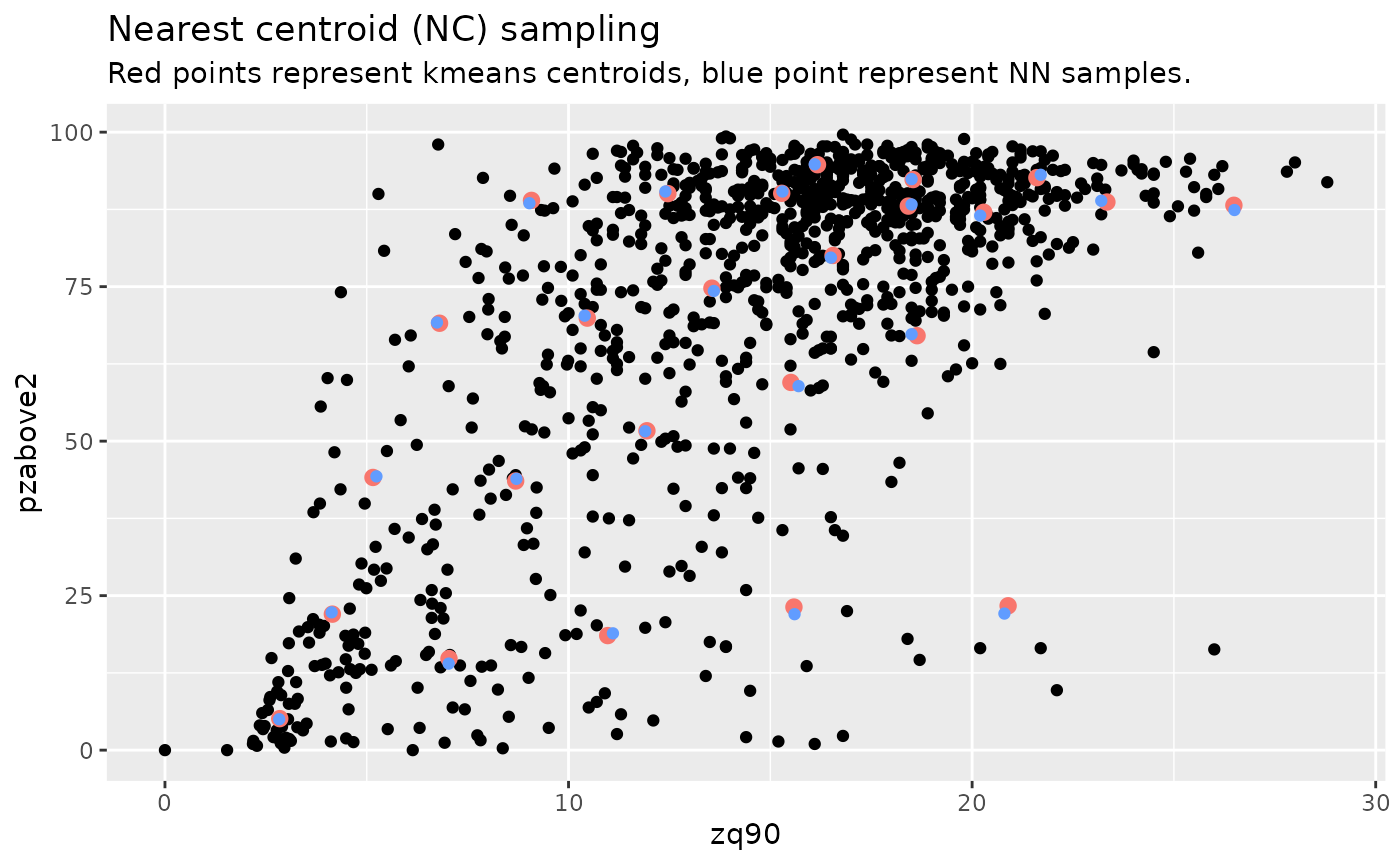 Nearest centroid (NC) sampling
Red points represent kmeans centroids, blue point represent NN samples.
100
75
50
25
0
pzabove2
0 10 20 30
zq90